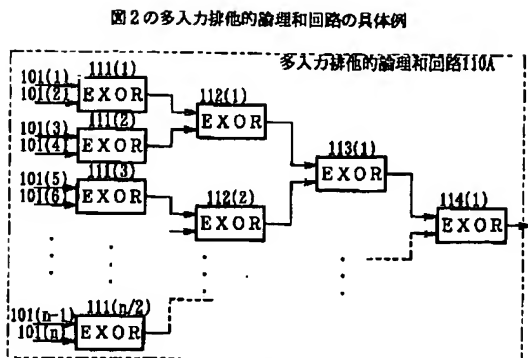 図2の多入力排他的論理和回路の具体例
多入力排他的論理和回路110A
101(1)
101(2)
111(1)
EXOR
112(1)
EXOR
101(3)
101(4)
111(2)
EXOR
113(1)
EXOR
101(5)
101(6)
111(3)
EXOR
112(2)
EXOR
114(1)
EXOR
101(n-1)
101(n)
111(n/2)
EXOR